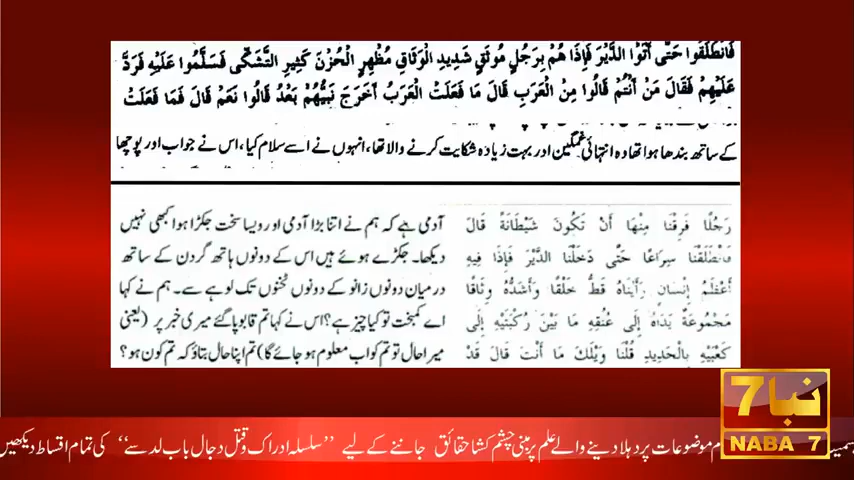 فَانْطَلَقُوا حَتّٰى أَتَوُا الدَّيْرَ فَإِذَا هُمْ بِرَجُلٍ مُوثَقٍ شَدِيدِ الْوَثَاقِ مُظْهِرِ الْحُزْنَ كَثِيرِ التَّشَكِّي فَسَلَّمُوا عَلَيْهِ فَرَدَّ
عَلَيْهِمْ فَقَالَ مَنْ أَنْتُمْ قَالُوا مِنَ الْعَرَبِ قَالَ مَا فَعَلَتْ الْعَرَبُ أَخَرَجَ نَبِيُّهُمْ بَعْدُ قَالُوا نَعَمْ قَالَ فَمَا فَعَلَتْ
کے ساتھ بندھا ہوا تھا وہ انتہائی غمگین اور بہت زیادہ شکایت کرنے والا تھا، انہوں نے اسے سلام کیا، اس نے جواب اور پوچھا
رَجُلًا فَرِقْنَا مِنْهَا أَنْ تَكُونَ شَيْطَانَةً قَالَ
فَانْطَلَقْنَا سِرَاعًا حَتَّى دَخَلْنَا الدَّيْرَ فَإِذَا فِيهِ
أَعْظَمُ إِنْسَانٍ رَأَيْنَاهُ قَطُّ خَلْقًا وَأَشَدُّهُ وِثَاقًا
مَجْمُوعَةٌ يَدَاهُ إِلَى عُنُقِهِ مَا بَيْنَ رُكْبَتَيْهِ إِلَى
كَعْبَيْهِ بِالْحَدِيدِ قُلْنَا وَيْلَكَ مَا أَنْتَ قَالَ قَدْ
آدمی ہے کہ ہم نے اتنا بڑا آدمی اور ویسا سخت جکڑا ہوا کبھی نہیں
دیکھا۔ جکڑے ہوئے ہیں اس کے دونوں ہاتھ گردن کے ساتھ
درمیان دونوں زانو کے دونوں ٹخنوں تک لوہے سے۔ ہم نے کہا
اے کمبخت تو کیا چیز ہے؟ اس نے کہا تم قابو پا گئے میری خبر پر (یعنی
میرا حال تو تم کو اب معلوم ہو جائے گا) تم اپنا حال بتاؤ کہ تم کون ہو؟
نبا 7
NABA 7
موضوعات پر دہلا دینے والے علم پر مبنی چشم کشا حقائق جاننے کے لیے "سلسلہ ادراک وقتل دجال باب لد سے" کی تمام اقساط دیکھیں